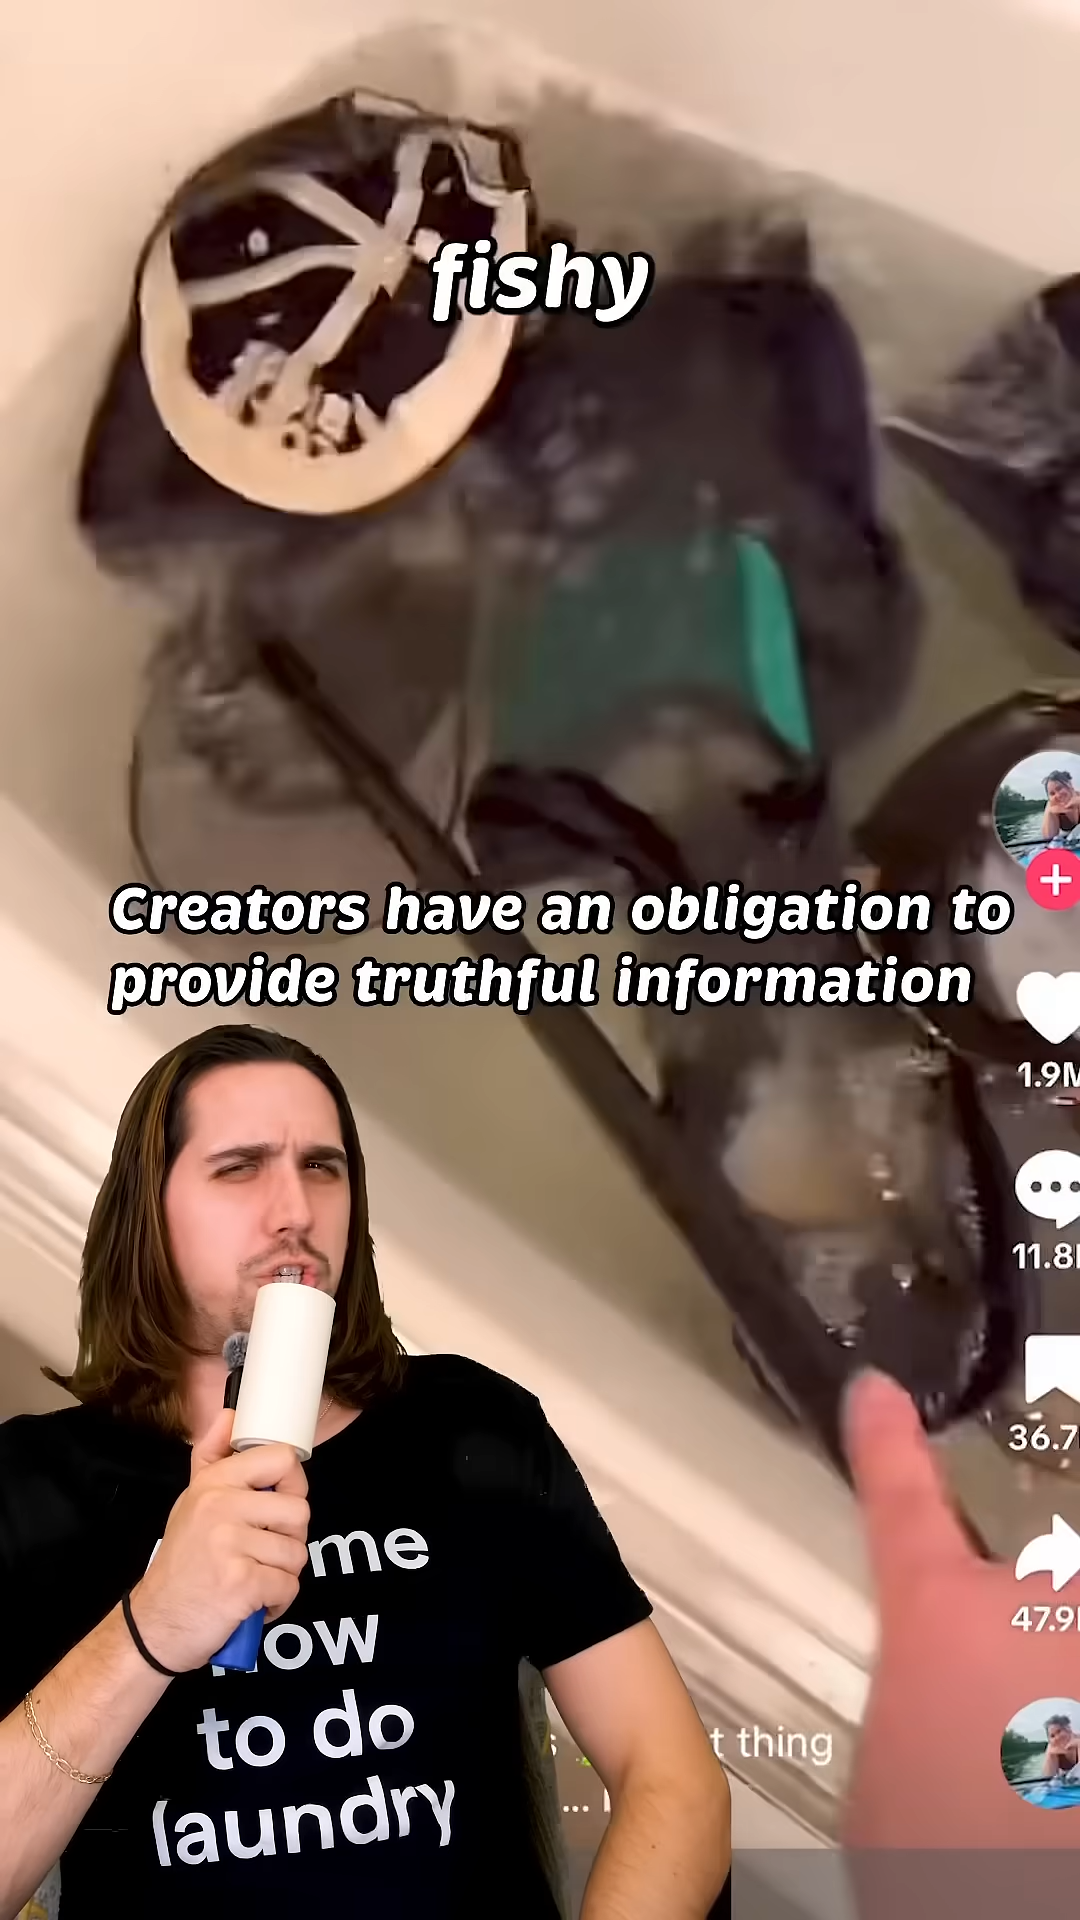 fishy
Creators have an obligation to
provide truthful information
1.9M
11.8
36.7
47.9
me
how
to do
laundry
t thing
...